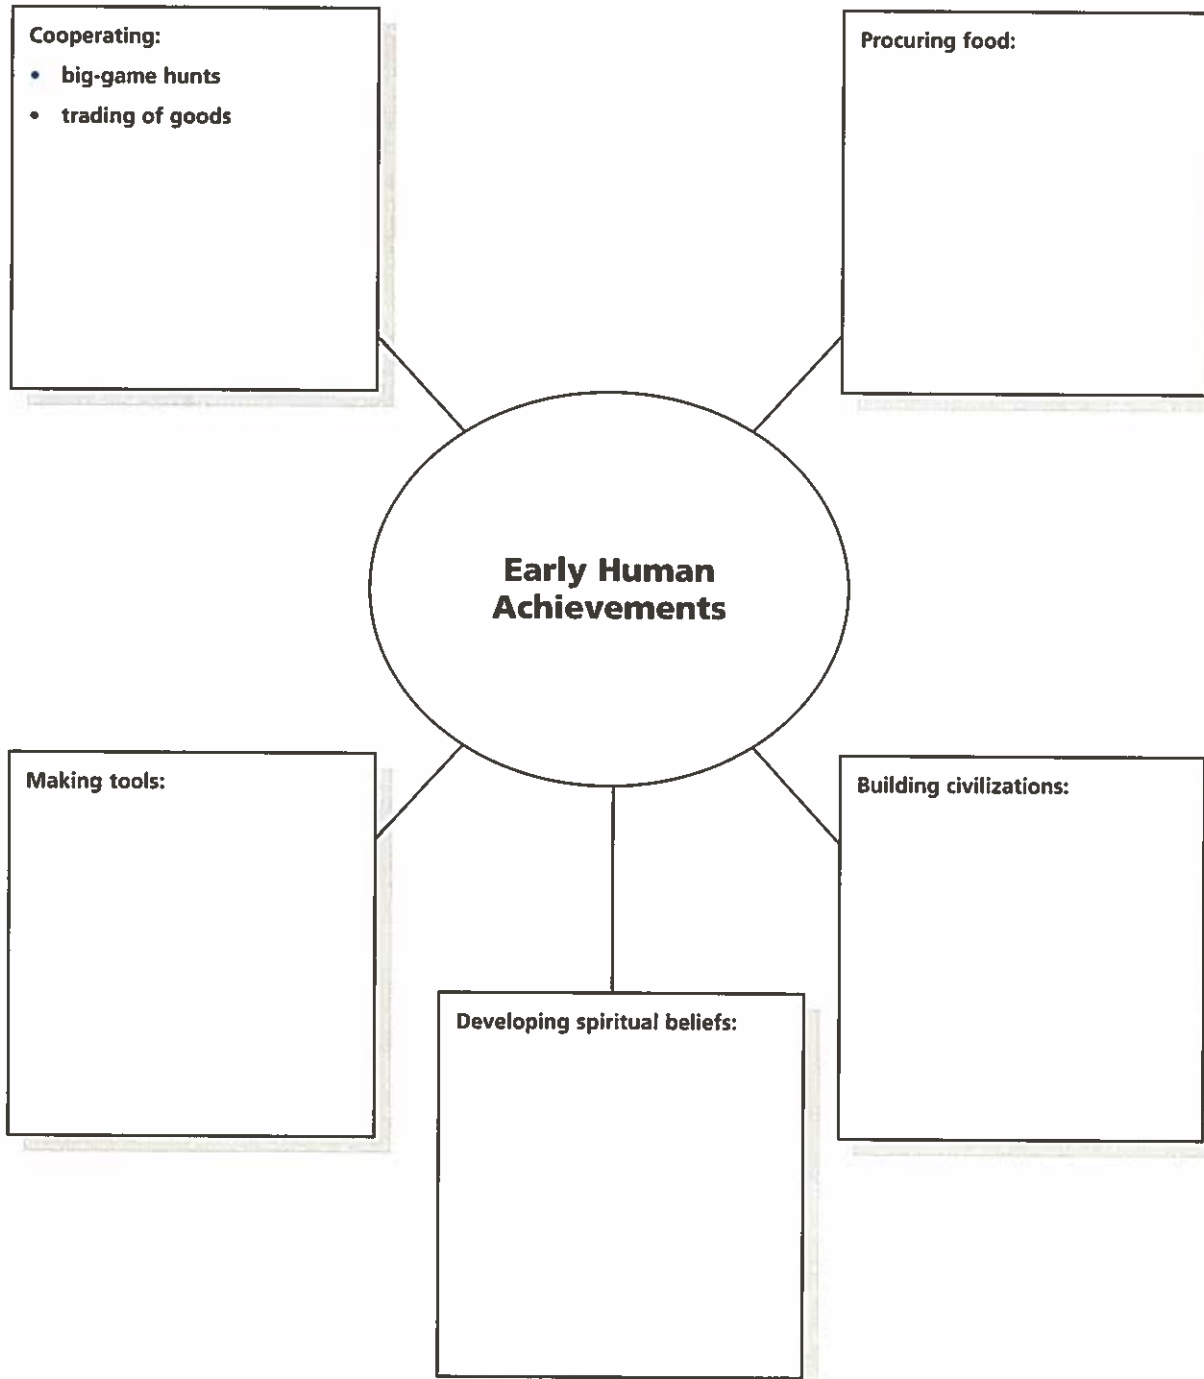 Cooperating:
• big-game hunts
• trading of goods
Procuring food:
Early Human
Achievements
Making tools:
Building civilizations:
Developing spiritual beliefs: